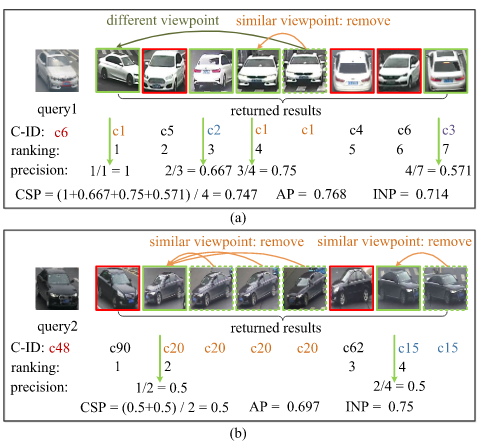 different viewpoint similar viewpoint: remove
query1
returned results
C-ID: c6 c1 c5 c2 c1 c1 c4 c6 c3
ranking: 1 2 3 4 5 6 7
precision: 1/1 = 1 2/3 = 0.667 3/4 = 0.75 4/7 = 0.571
CSP = (1+0.667+0.75+0.571) / 4 = 0.747 AP = 0.768 INP = 0.714
(a)
similar viewpoint: remove similar viewpoint: remove
query2
returned results
C-ID: c48 c90 c20 c20 c20 c20 c62 c15 c15
ranking: 1 2 3 4
precision: 1/2 = 0.5 2/4 = 0.5
CSP = (0.5+0.5) / 2 = 0.5 AP = 0.697 INP = 0.75
(b)